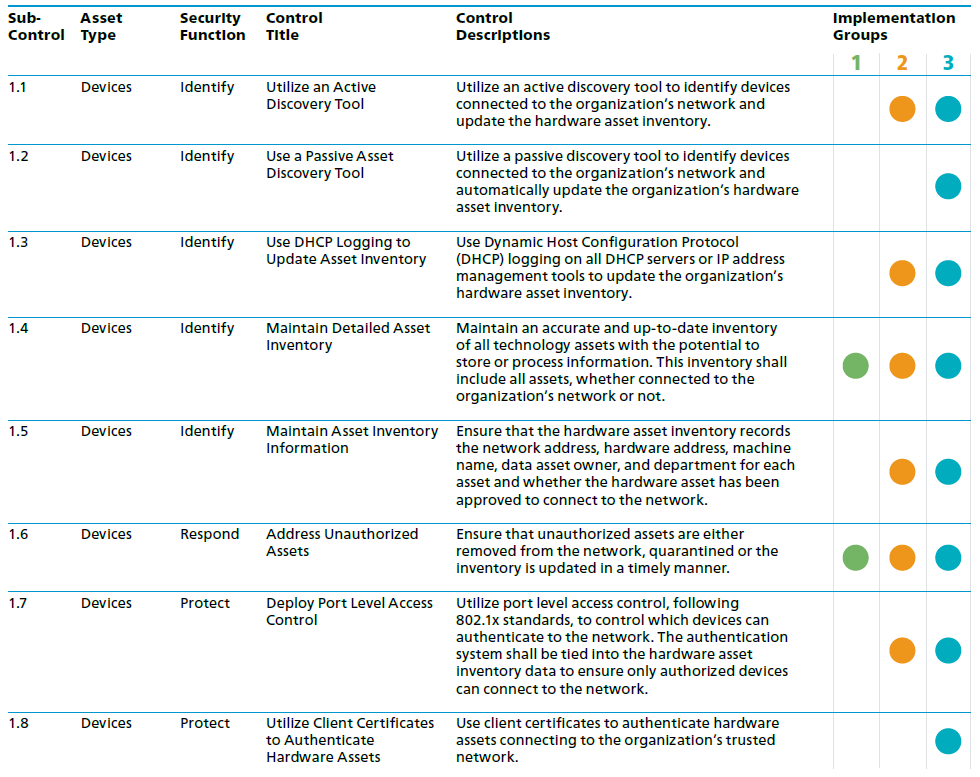 Sub-Control Asset Type Security Function Control Title Control Descriptions Implementation Groups
1 2 3
1.1 Devices Identify Utilize an Active Utilize an active discovery tool to identify devices
Discovery Tool connected to the organization's network and
update the hardware asset inventory.
1.2 Devices Identify Use a Passive Asset Utilize a passive discovery tool to identify devices
Discovery Tool connected to the organization's network and
automatically update the organization's hardware
asset inventory.
1.3 Devices Identify Use DHCP Logging to Use Dynamic Host Configuration Protocol
Update Asset Inventory (DHCP) logging on all DHCP servers or IP address
management tools to update the organization's
hardware asset inventory.
1.4 Devices Identify Maintain Detailed Asset Maintain an accurate and up-to-date inventory
Inventory of all technology assets with the potential to
store or process information. This inventory shall
include all assets, whether connected to the
organization's network or not.
1.5 Devices Identify Maintain Asset Inventory Ensure that the hardware asset inventory records
Information the network address, hardware address, machine
name, data asset owner, and department for each
asset and whether the hardware asset has been
approved to connect to the network.
1.6 Devices Respond Address Unauthorized Ensure that unauthorized assets are either
Assets removed from the network, quarantined or the
inventory is updated in a timely manner.
1.7 Devices Protect Deploy Port Level Access Utilize port level access control, following
Control 802.1x standards, to control which devices can
authenticate to the network. The authentication
system shall be tied into the hardware asset
inventory data to ensure only authorized devices
can connect to the network.
1.8 Devices Protect Utilize Client Certificates Use client certificates to authenticate hardware
to Authenticate assets connecting to the organization's trusted
Hardware Assets network.